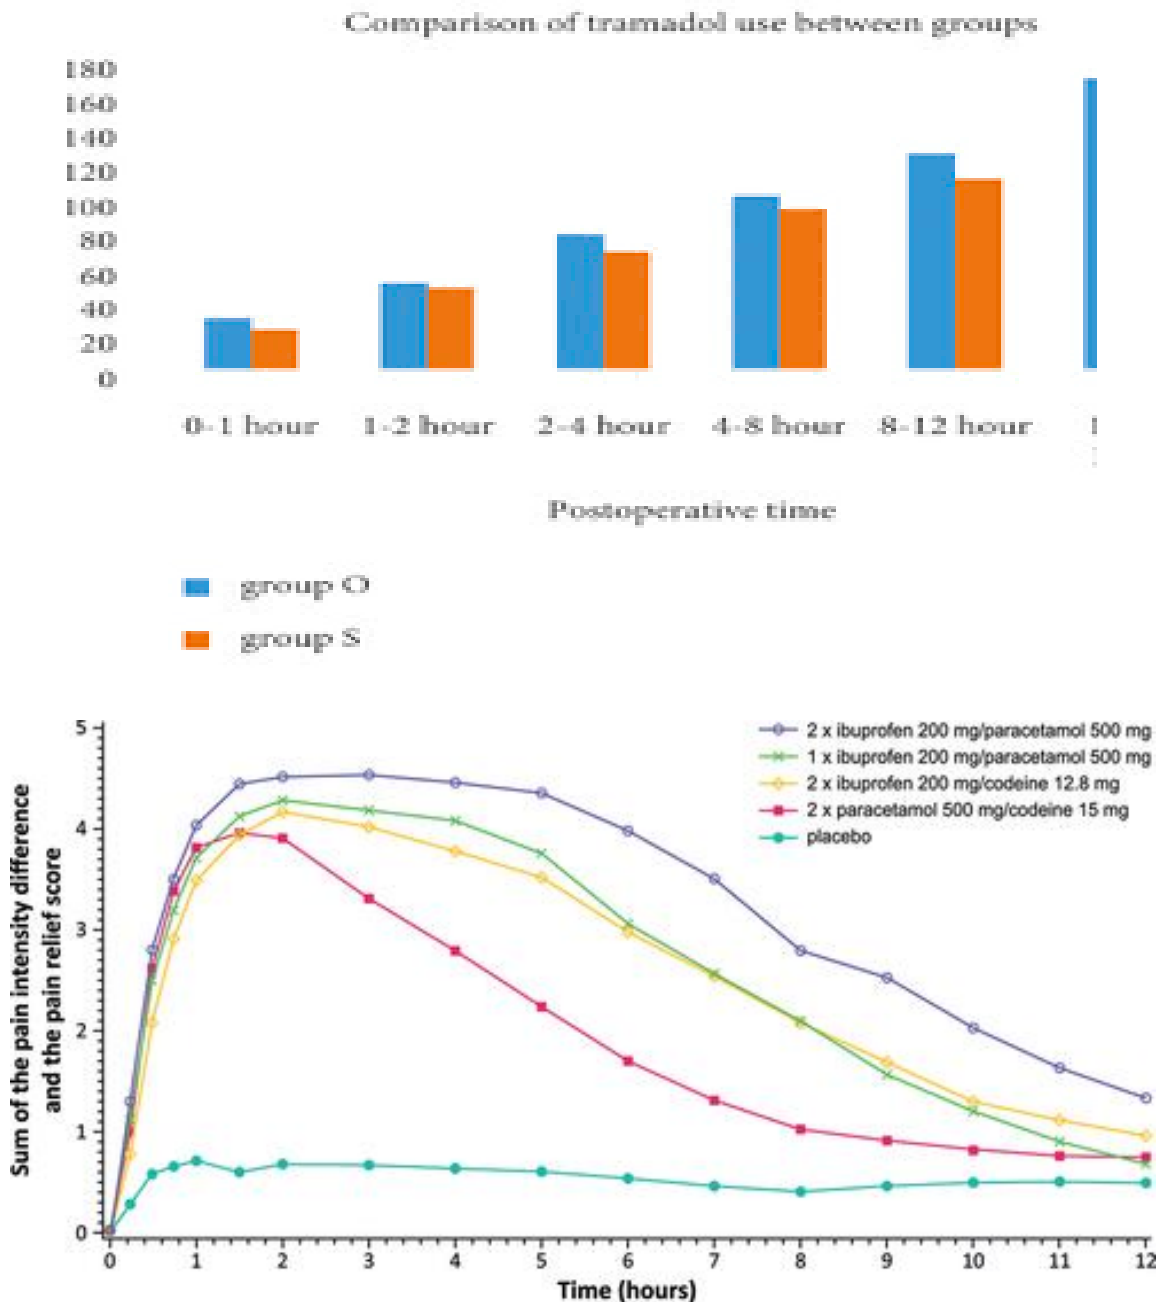 Comparison of tramadol use between groups
180
160
140
120
100
80
60
40
20
0
0-1 hour 1-2 hour 2-4 hour 4-8 hour 8-12 hour
Postoperative time
group O
group S
Sum of the pain intensity difference
and the pain relief score
5
4
3
2
1
0
2 x ibuprofen 200 mg/paracetamol 500 mg
1 x ibuprofen 200 mg/paracetamol 500 mg
2 x ibuprofen 200 mg/codeine 12.8 mg
2 x paracetamol 500 mg/codeine 15 mg
placebo
0 1 2 3 4 5 6 7 8 9 10 11 12
Time (hours)